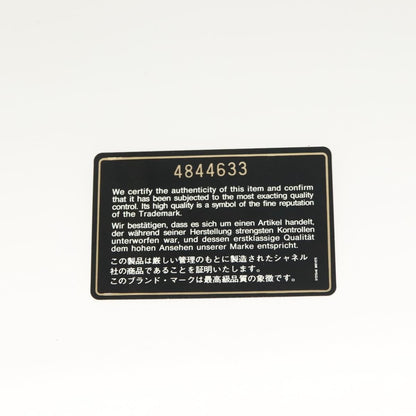 4844633
We certify the authenticity of this item and confirm
that it has been subjected to the most exacting quality
control. Its high quality is a symbol of the fine reputation
of the Trademark.
Wir bestätigen, dass es sich um einen Artikel handelt,
der während seiner Herstellung strengsten Kontrollen
unterworfen war, und dessen erstklassige Qualität
dem hohen Ansehen unserer Marke entspricht.
この製品は厳しい管理のもとに製造されたシャネル
社の商品であることを証明いたします。
このブランド・マークは最高級品質の象徴です。